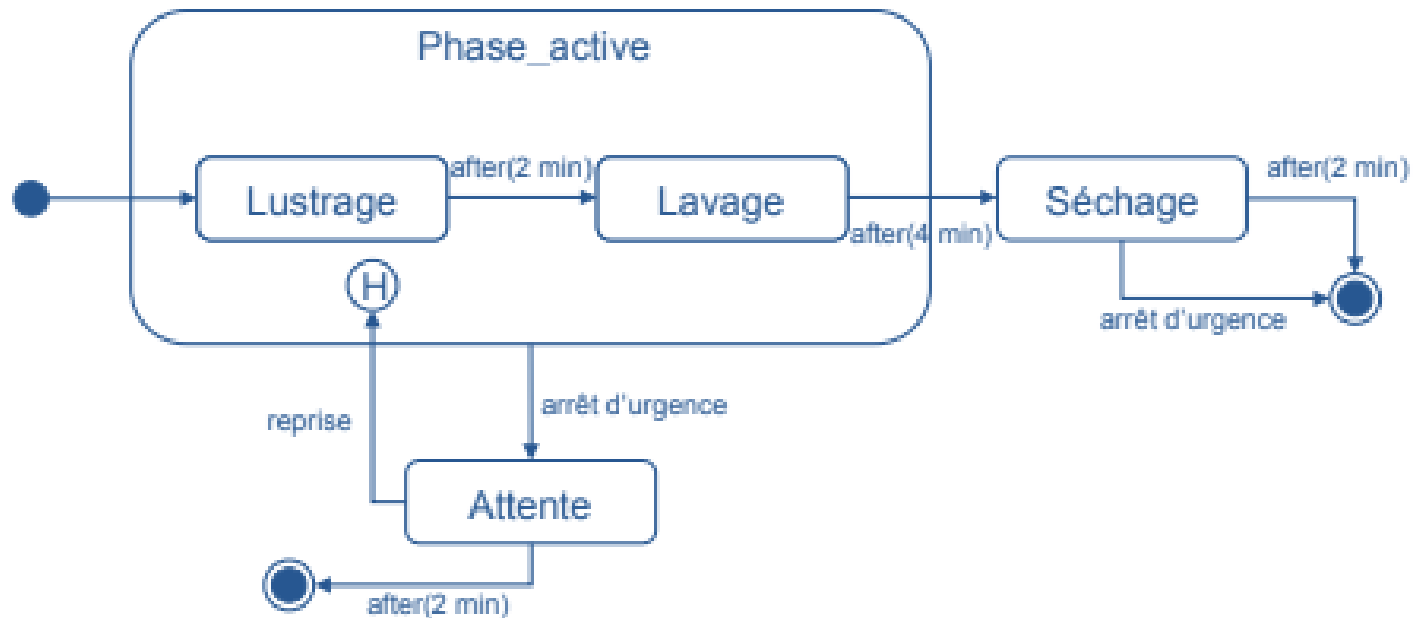 Phase_active
after(2 min)
after(2 min)
Lustrage
Lavage
Séchage
after(4 min)
H
arrêt d'urgence
reprise
arrêt d'urgence
Attente
after(2 min)